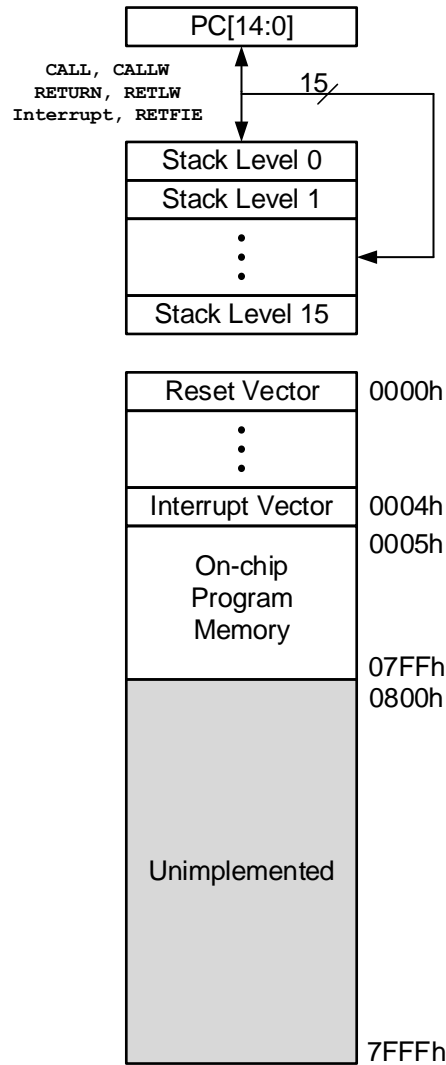 PC[14:0]
CALL, CALLW
RETURN, RETLW
Interrupt, RETFIE
15
Stack Level 0
Stack Level 1
Stack Level 15
Reset Vector
0000h
Interrupt Vector
0004h
0005h
On-chip
Program
Memory
07FFh
0800h
Unimplemented
7FFFh